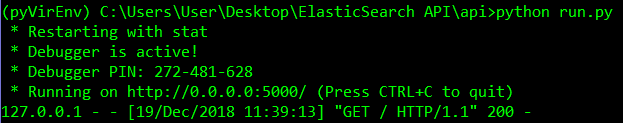 (pyVirEnv) C:\Users\User\Desktop\ElasticSearch API\api>python run.py
* Restarting with stat
* Debugger is active!
* Debugger PIN: 272-481-628
* Running on http://0.0.0.0:5000/ (Press CTRL+C to quit)
127.0.0.1 - - [19/Dec/2018 11:39:13] "GET / HTTP/1.1" 200 -